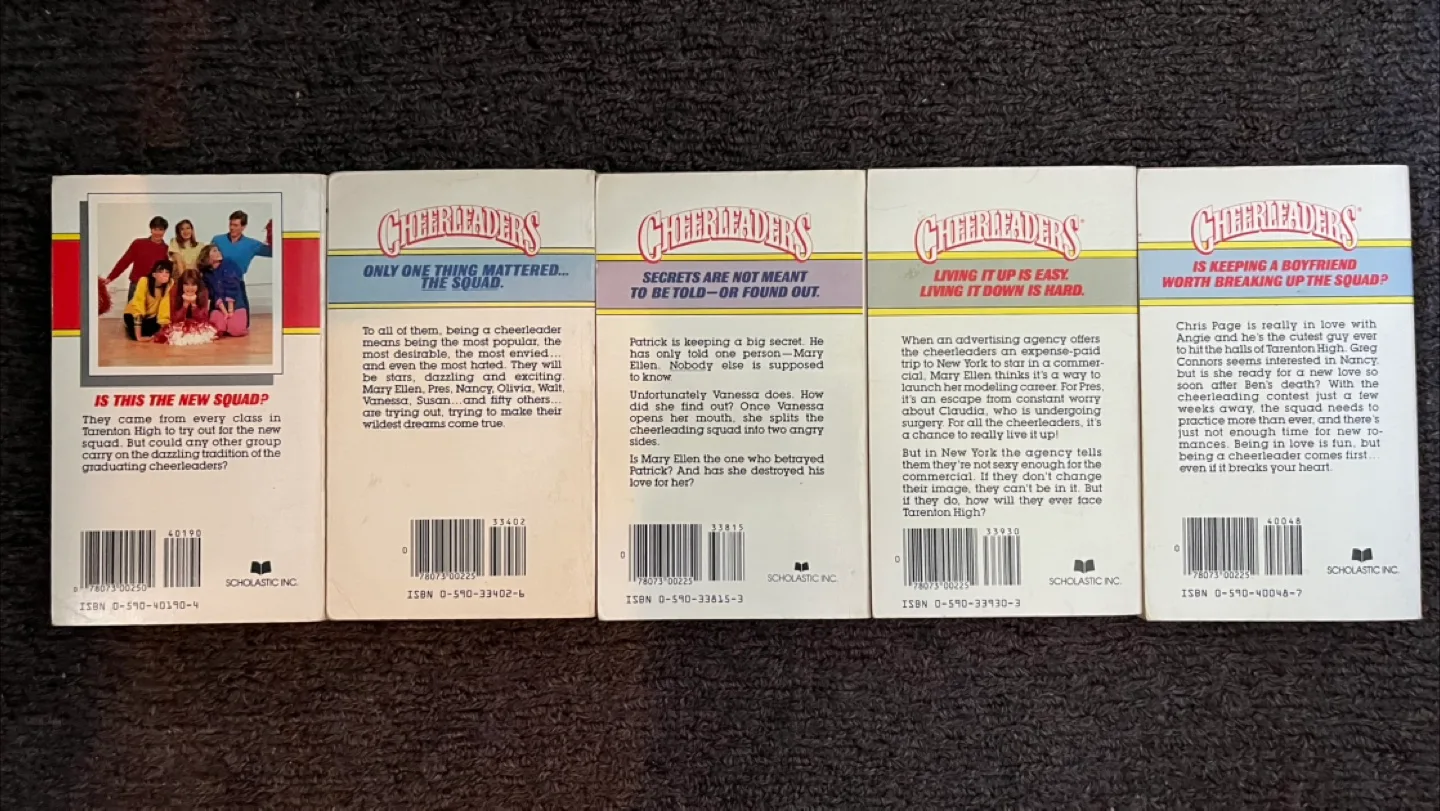 IS THIS THE NEW SQUAD?
They came from every class in
Tarenton High to try out for the new
squad. But could any other group
carry on the dazzling tradition of the
graduating cheerleaders?
40190
78073 00250
SCHOLASTIC INC.
ISBN 0-590-40190-4
CHEERLEADERS
ONLY ONE THING MATTERED...
THE SQUAD.
To all of them, being a cheerleader
means being the most popular, the
most desirable, the most envied...
and even the most hated. They will
be stars, dazzling and exciting.
Mary Ellen, Pres, Nancy, Olivia, Walt,
Vanessa, Susan...and fifty others...
are trying out, trying to make their
wildest dreams come true.
33402
0
78073 00225
ISBN 0-590-33402-6
CHEERLEADERS
SECRETS ARE NOT MEANT
TO BE TOLD—OR FOUND OUT.
Patrick is keeping a big secret. He
has only told one person—Mary
Ellen. Nobody else is supposed
to know.
Unfortunately Vanessa does. How
did she find out? Once Vanessa
opens her mouth, she splits the
cheerleading squad into two angry
sides.
Is Mary Ellen the one who betrayed
Patrick? And has she destroyed his
love for her?
33815
0
78073 00225
SCHOLASTIC INC.
ISBN 0-590-33815-3
CHEERLEADERS®
LIVING IT UP IS EASY.
LIVING IT DOWN IS HARD.
When an advertising agency offers
the cheerleaders an expense-paid
trip to New York to star in a commer-
cial, Mary Ellen thinks it's a way to
launch her modeling career. For Pres,
it's an escape from constant worry
about Claudia, who is undergoing
surgery. For all the cheerleaders, it's
a chance to really live it up!
But in New York the agency tells
them they're not sexy enough for the
commercial. If they don't change
their image, they can't be in it. But
if they do, how will they ever face
Tarenton High?
33930
0
78073 00225
SCHOLASTIC INC.
ISBN 0-590-33930-3
CHEERLEADERS®
IS KEEPING A BOYFRIEND
WORTH BREAKING UP THE SQUAD?
Chris Page is really in love with
Angie and he's the cutest guy ever
to hit the halls of Tarenton High. Greg
Connors seems interested in Nancy,
but is she ready for a new love so
soon after Ben's death? With the
cheerleading contest just a few
weeks away, the squad needs to
practice more than ever, and there's
just not enough time for new ro-
mances. Being in love is fun, but
being a cheerleader comes first...
even if it breaks your heart.
40048
0
78073 00225
SCHOLASTIC INC.
ISBN 0-590-40048-7